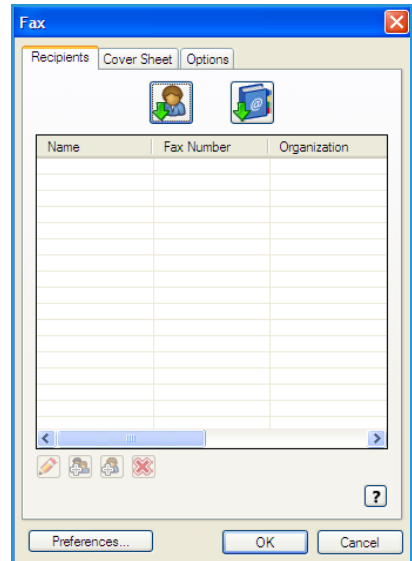 Fax
Recipients Cover Sheet Options
@
Name Fax Number Organization
?
Preferences... OK Cancel